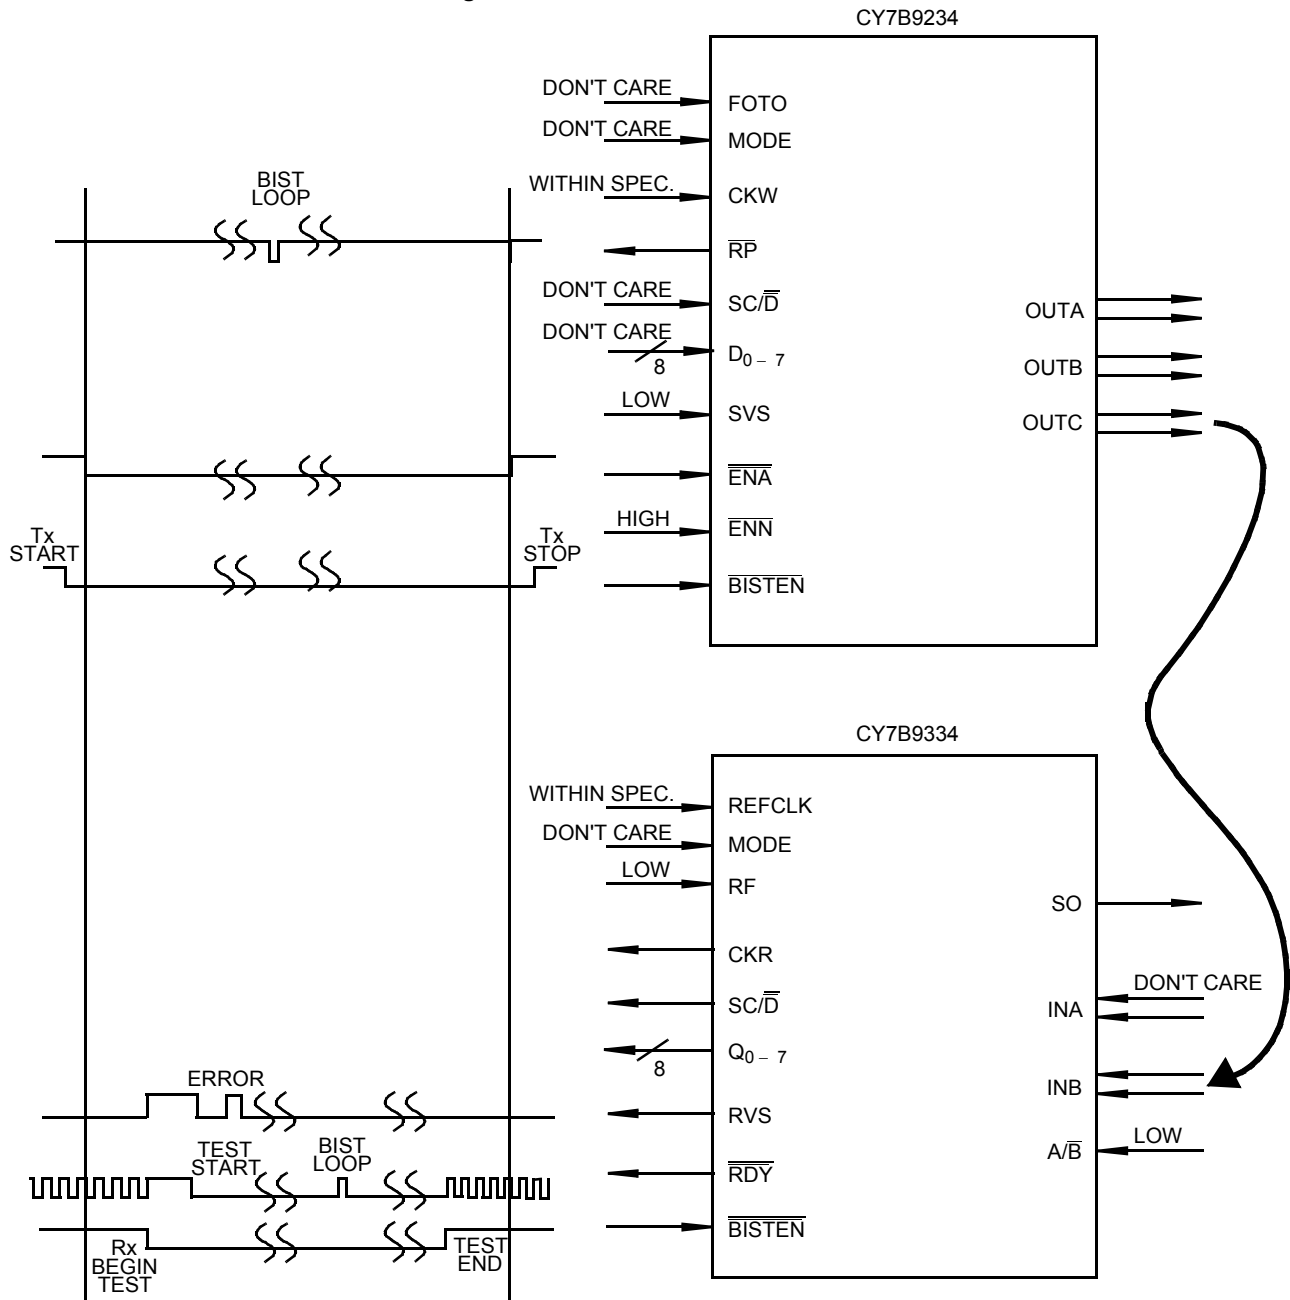 CY7B9234
DON'T CARE
FOTO
DON'T CARE
MODE
BIST
LOOP
WITHIN SPEC.
CKW
RP
DON'T CARE
SC/D
OUTA
DON'T CARE
8
D0 – 7
OUTB
LOW
SVS
OUTC
ENA
Tx
START
Tx
STOP
HIGH
ENN
BISTEN
CY7B9334
WITHIN SPEC.
REFCLK
DON'T CARE
MODE
LOW
RF
SO
CKR
DON'T CARE
SC/D
INA
8
Q0 – 7
ERROR
INB
RVS
TEST
START
BIST
LOOP
LOW
A/B
RDY
Rx
BEGIN
TEST
TEST
END
BISTEN